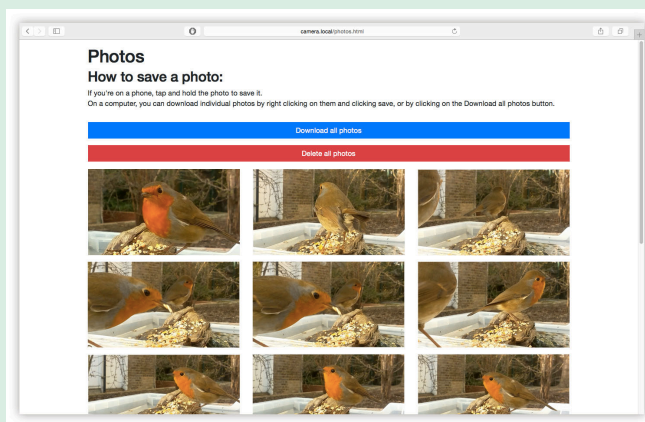 camera.local/photos.html
Photos
How to save a photo:
If you're on a phone, tap and hold the photo to save it.
On a computer, you can download individual photos by right clicking on them and clicking save, or by clicking on the Download all photos button.
Download all photos
Delete all photos